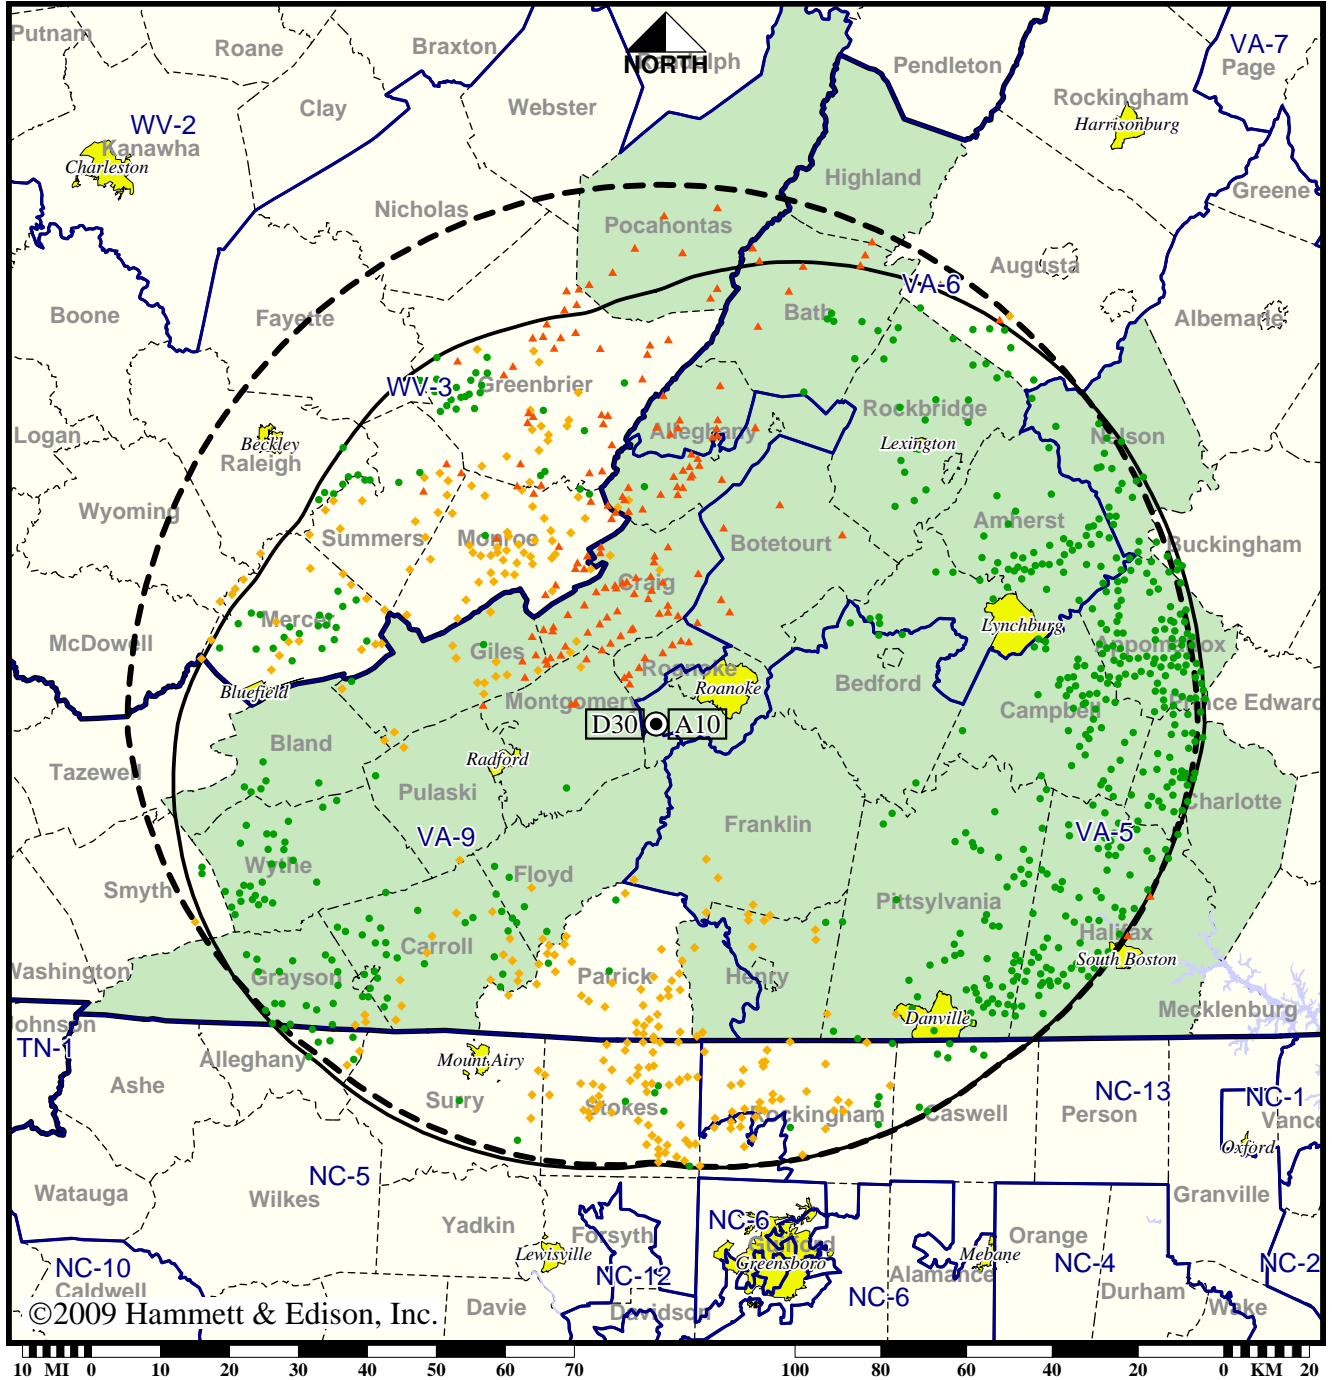 Putnam
Roane
Braxton
Randolph
NORTH
Pendleton
VA-7
Page
Clay
Webster
Rockingham
Harrisonburg
WV-2
Kanawha
Charleston
Highland
Greene
Nicholas
Pocahontas
Augusta
VA-6
Boone
Fayette
Bath
Albemarle
WV-3
Greenbrier
Rockbridge
Logan
Beckley
Raleigh
Alleghany
Lexington
Nelson
Wyoming
Summers
Monroe
Botetourt
Amherst
Buckingham
Craig
McDowell
Mercer
Lynchburg
Appomattox
Giles
Roanoke
Bluefield
Roanoke
Bedford
Montgomery
Campbell
Prince Edward
D30
A10
Bland
Radford
Tazewell
Pulaski
Charlotte
VA-9
Franklin
VA-5
Wythe
Floyd
Smyth
Pittsylvania
Carroll
Halifax
South Boston
Washington
Grayson
Patrick
Henry
Mecklenburg
Danville
Johnson
TN-1
Alleghany
Mount Airy
Ashe
Surry
Stokes
Rockingham
Caswell
NC-13
Person
NC-1
Vance
Oxford
NC-5
Watauga
Wilkes
Granville
Yadkin
Forsyth
NC-6
Guilford
Greensboro
Orange
Lewisville
Mebane
NC-10
Caldwell
NC-12
Alamance
NC-4
NC-2
Durham
NC-6
Davie
Davidson
Wake
©2009 Hammett & Edison, Inc.
10 MI 0 10 20 30 40 50 60 70 100 80 60 40 20 0 KM 20